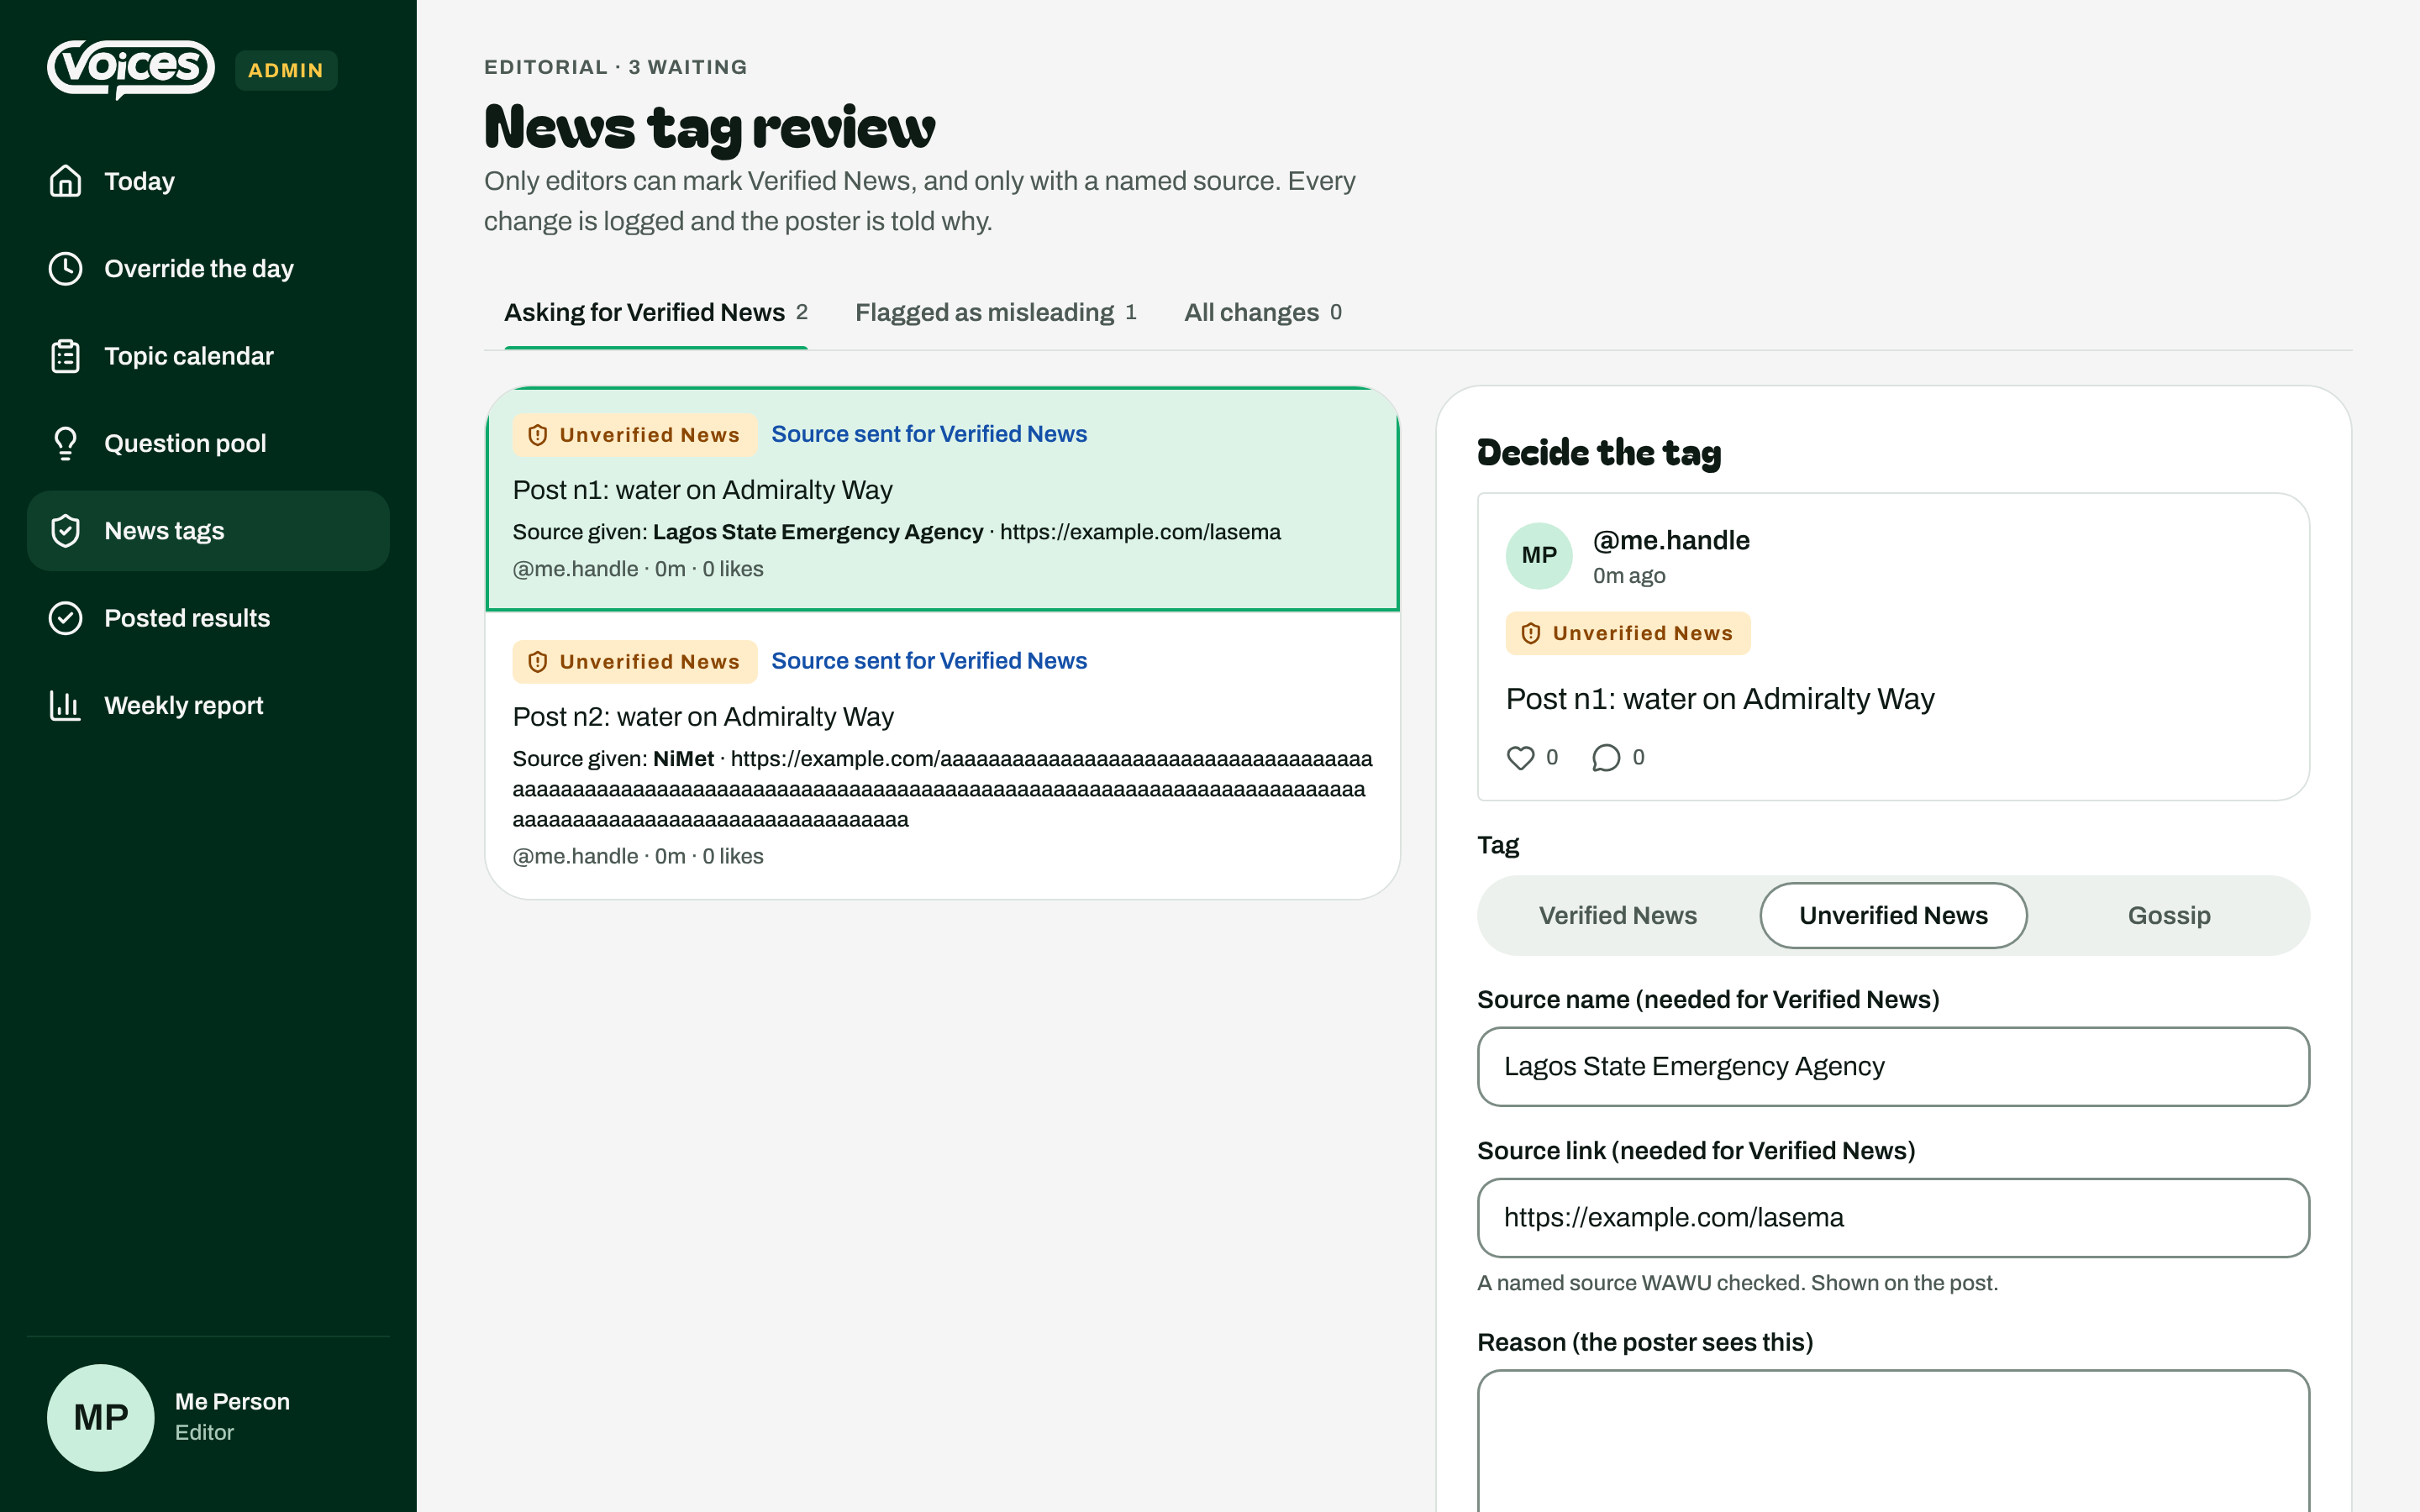 Voices
ADMIN
Today
Override the day
Topic calendar
Question pool
News tags
Posted results
Weekly report
MP
Me Person
Editor
EDITORIAL · 3 WAITING
News tag review
Only editors can mark Verified News, and only with a named source. Every
change is logged and the poster is told why.
Asking for Verified News 2
Flagged as misleading 1
All changes 0
Unverified News
Source sent for Verified News
Post n1: water on Admiralty Way
Source given: Lagos State Emergency Agency · https://example.com/lasema
@me.handle · 0m · 0 likes
Unverified News
Source sent for Verified News
Post n2: water on Admiralty Way
Source given: NiMet · https://example.com/aaaaaaaaaaaaaaaaaaaaaaaaaaaaaaaaaaaa
aaaaaaaaaaaaaaaaaaaaaaaaaaaaaaaaaaaaaaaaaaaaaaaaaaaaaaaaaaaaaaaaaaaaaaa
aaaaaaaaaaaaaaaaaaaaaaaaaaaaaaaaa
@me.handle · 0m · 0 likes
Decide the tag
MP
@me.handle
0m ago
Unverified News
Post n1: water on Admiralty Way
0
0
Tag
Verified News
Unverified News
Gossip
Source name (needed for Verified News)
Lagos State Emergency Agency
Source link (needed for Verified News)
https://example.com/lasema
A named source WAWU checked. Shown on the post.
Reason (the poster sees this)